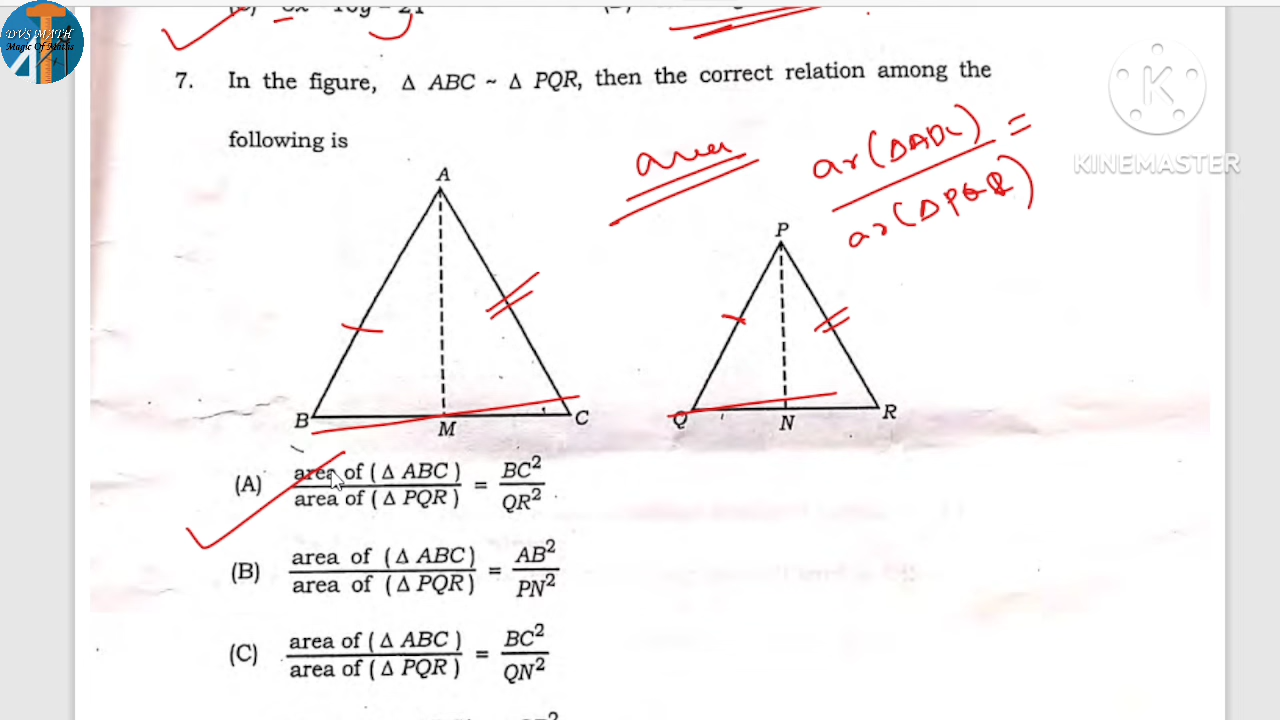 DVS MATH
Magic Of Maths
7. In the figure, Δ ABC ~ Δ PQR, then the correct relation among the
following is
area
ar(ΔABC) =
ar(ΔPQR)
KINEMASTER
A
P
B
M
C
Q
N
R
(A) area of ( Δ ABC ) / area of ( Δ PQR ) = BC² / QR²
(B) area of ( Δ ABC ) / area of ( Δ PQR ) = AB² / PN²
(C) area of ( Δ ABC ) / area of ( Δ PQR ) = BC² / QN²